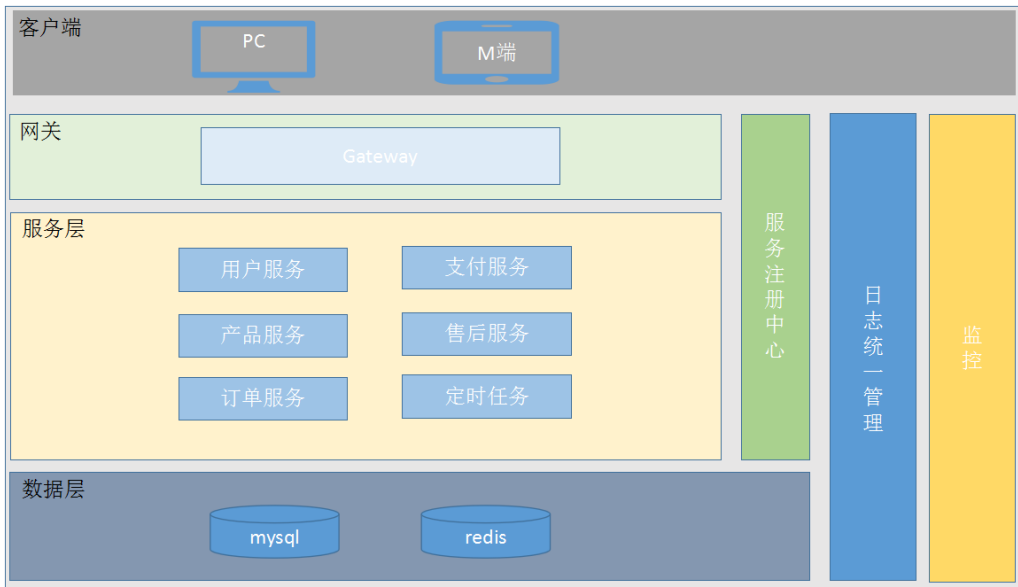 客户端
PC
M端
网关
Gateway
服务层
用户服务
支付服务
产品服务
售后服务
订单服务
定时任务
数据层
mysql
redis
服务注册中心
日志统一管理
监控